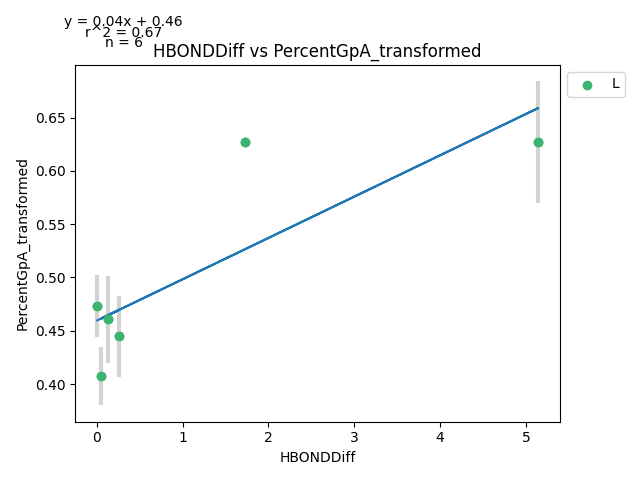 y = 0.04x + 0.46
r^2 = 0.67
n = 6
HBONDDiff vs PercentGpA_transformed
L
PercentGpA_transformed
0.65
0.60
0.55
0.50
0.45
0.40
0 1 2 3 4 5
HBONDDiff